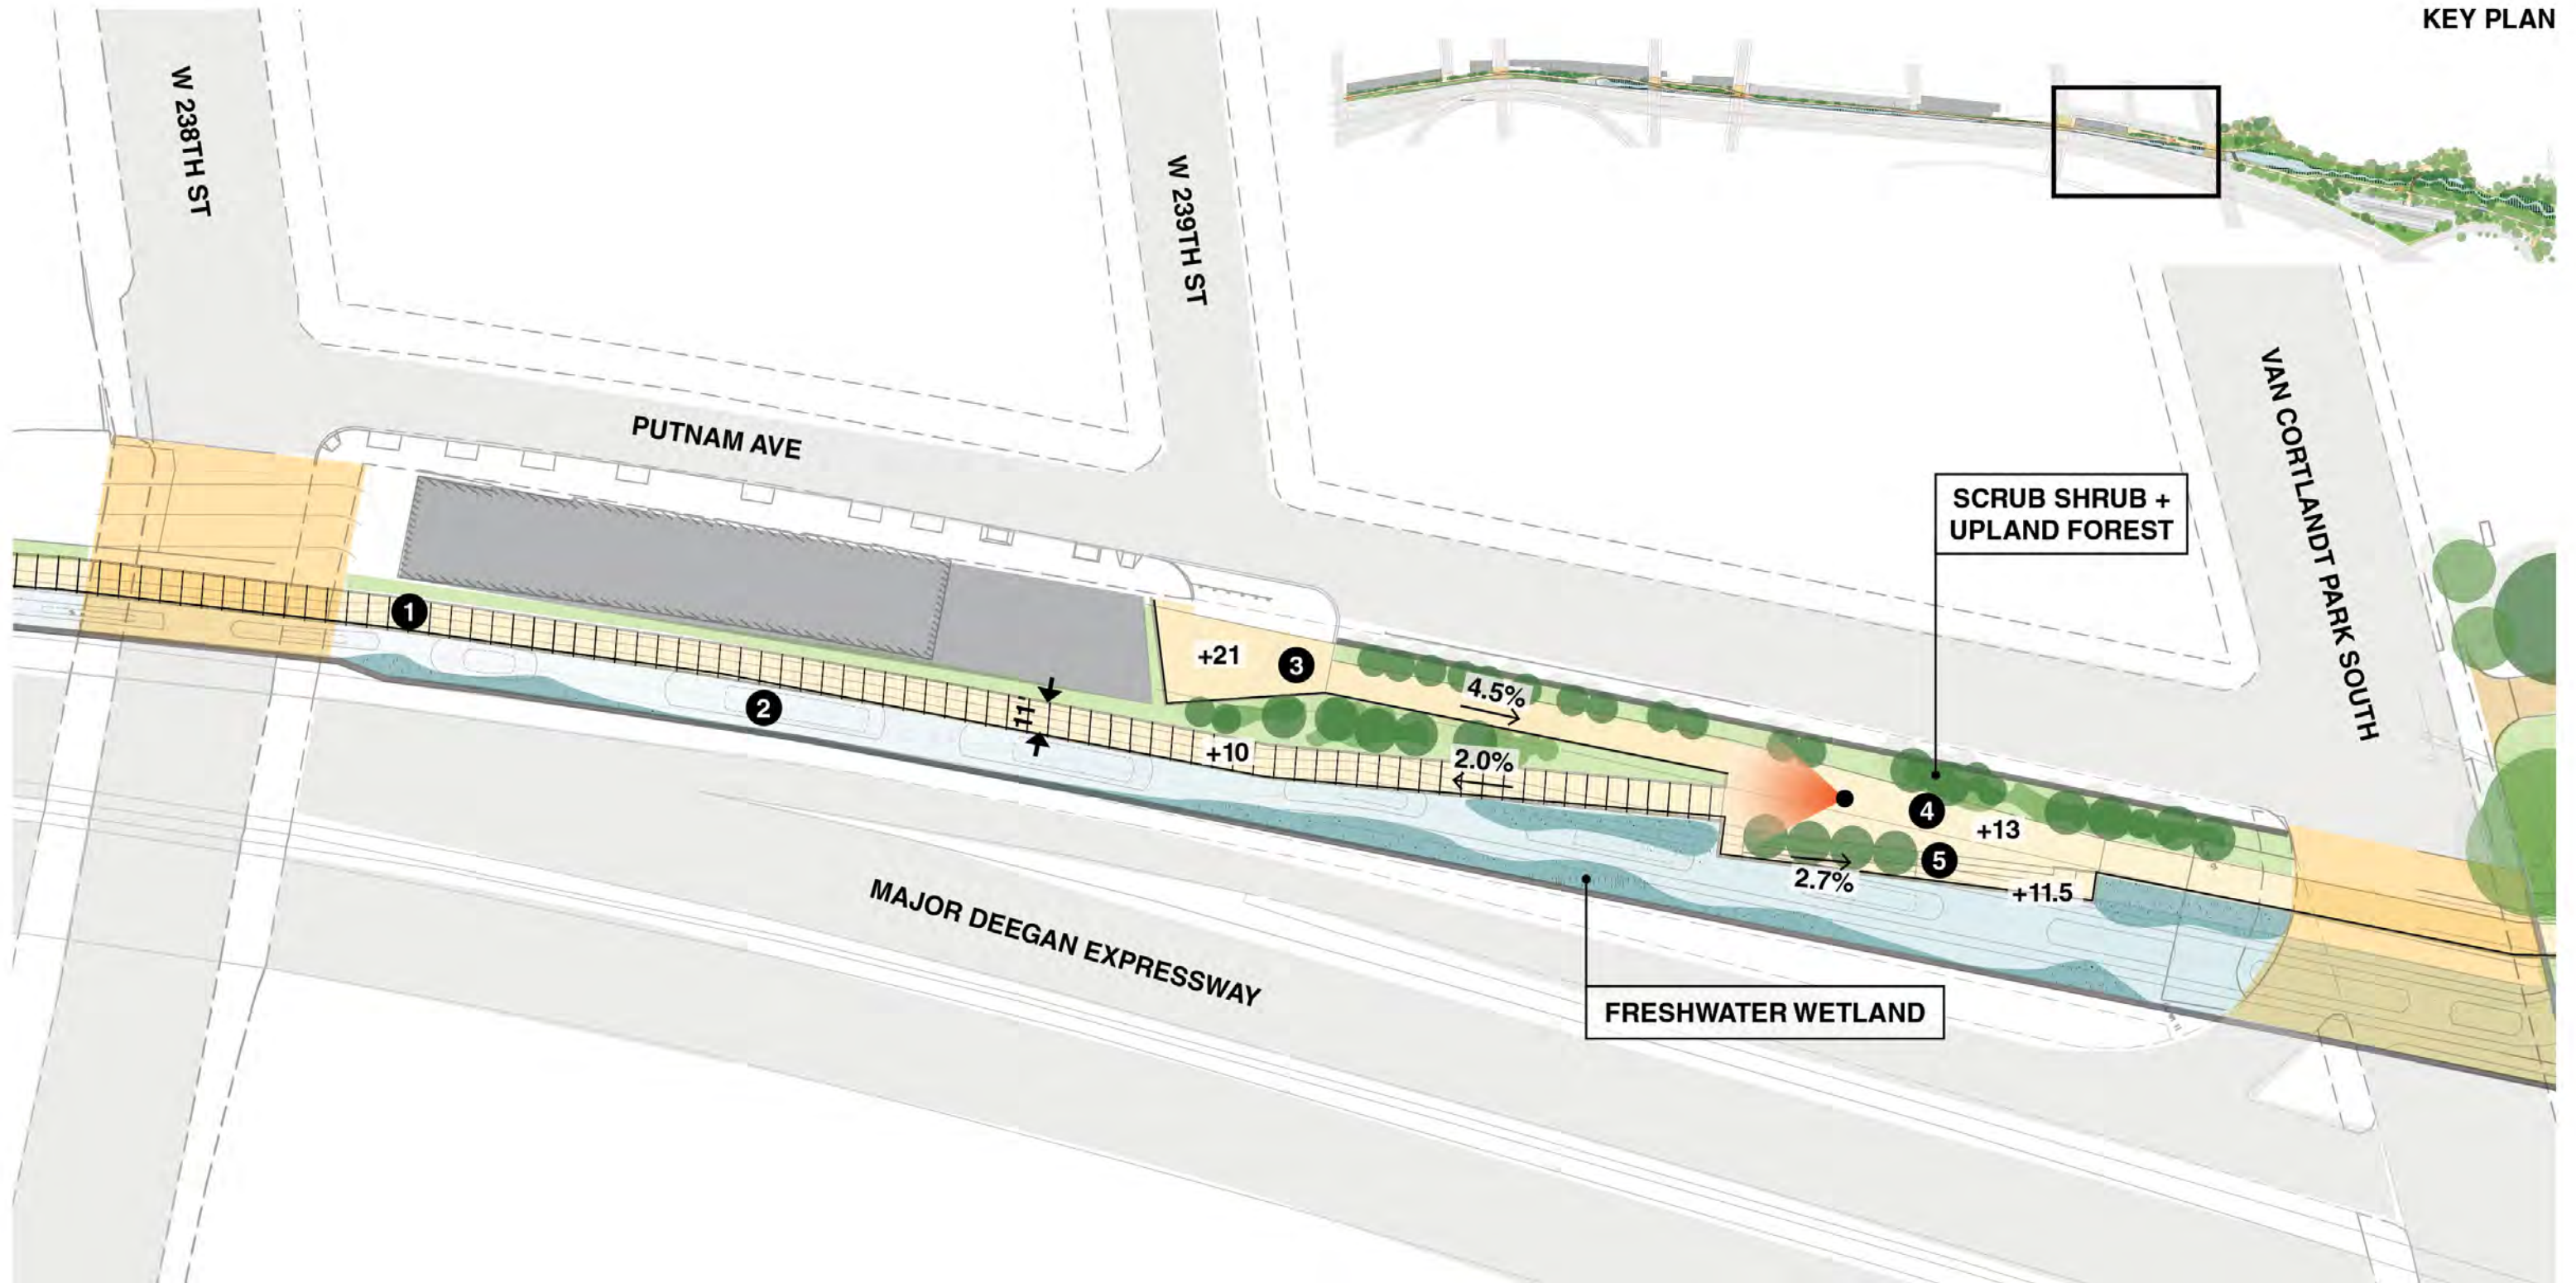 KEY PLAN
W 238TH ST
W 239TH ST
VAN CORTLANDT PARK SOUTH
PUTNAM AVE
SCRUB SHRUB +
UPLAND FOREST
1
2
+21
3
4.5%
11'
+10
2.0%
4
+13
5
2.7%
+11.5
MAJOR DEEGAN EXPRESSWAY
FRESHWATER WETLAND